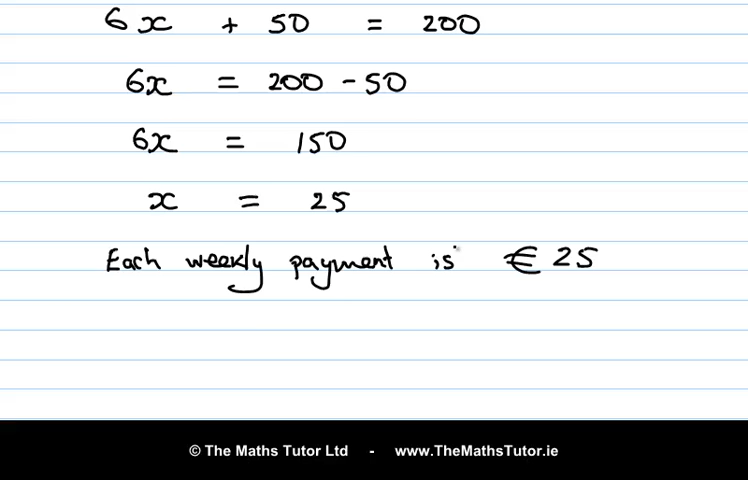 6x + 50 = 200
6x = 200 - 50
6x = 150
x = 25
Each weekly payment is € 25
© The Maths Tutor Ltd - www.TheMathsTutor.ie